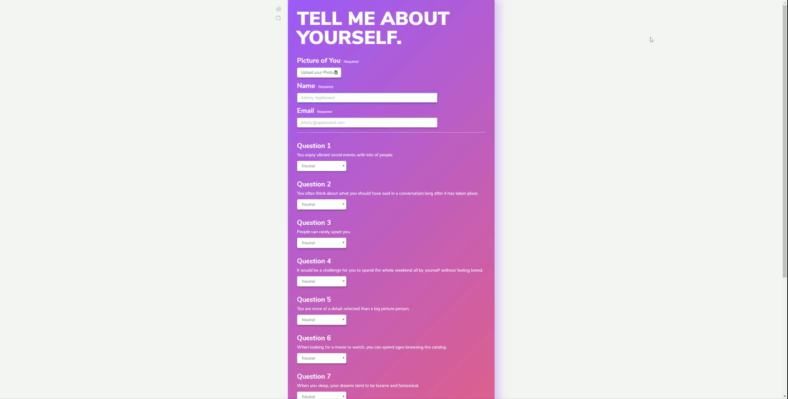 TELL ME ABOUT
YOURSELF.
Picture of You Required
Upload your Photo
Name Required
Johnny Appleseed
Email Required
Question 1
You enjoy vibrant social events with lots of people.
Neutral
Question 2
You often think about what you should have said in a conversation long after it has taken place.
Neutral
Question 3
People can rarely upset you.
Neutral
Question 4
It would be a challenge for you to spend the whole weekend all by yourself without feeling bored.
Neutral
Question 5
You are more of a detail-oriented than a big picture person.
Neutral
Question 6
When looking for a movie to watch, you can spend ages browsing the catalog.
Neutral
Question 7
When you sleep, your dreams tend to be bizarre and fantastical.
Neutral